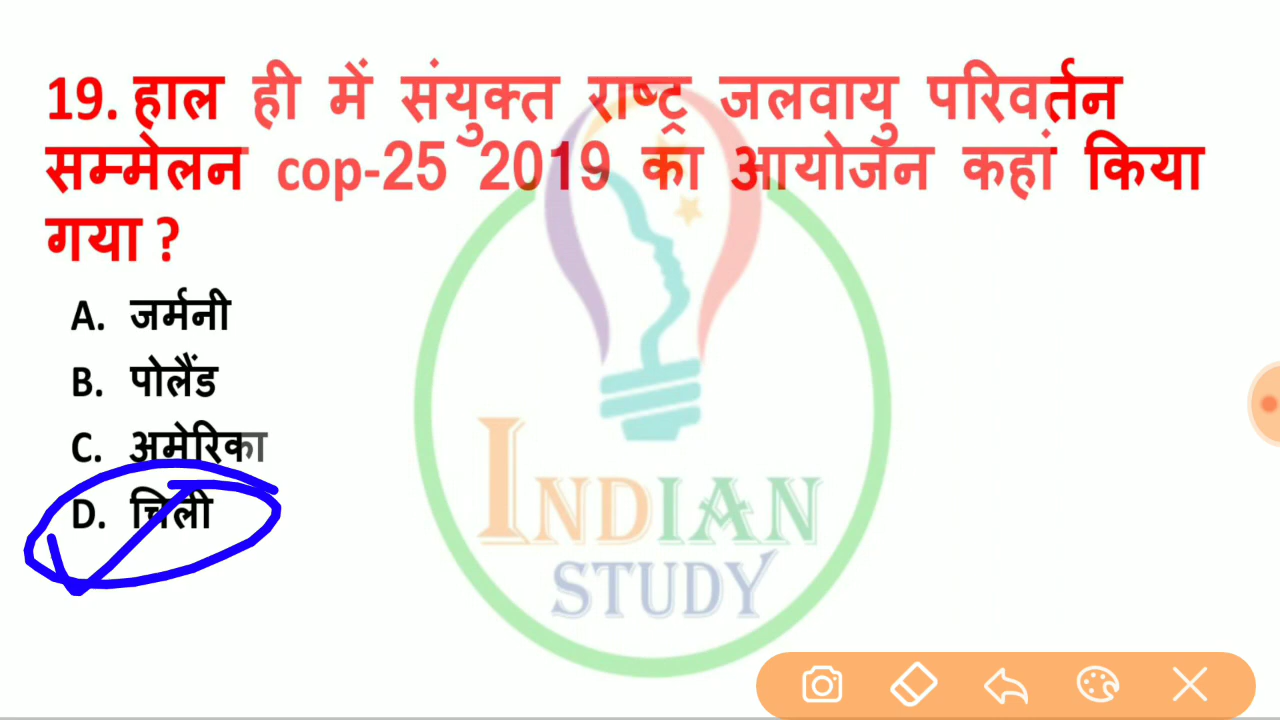 19. हाल ही में संयुक्त राष्ट्र जलवायु परिवर्तन
सम्मेलन cop-25 2019 का आयोजन कहां किया
गया ?
A. जर्मनी
B. पोलैंड
C. अमेरिका
D. चिली
INDIAN
STUDY